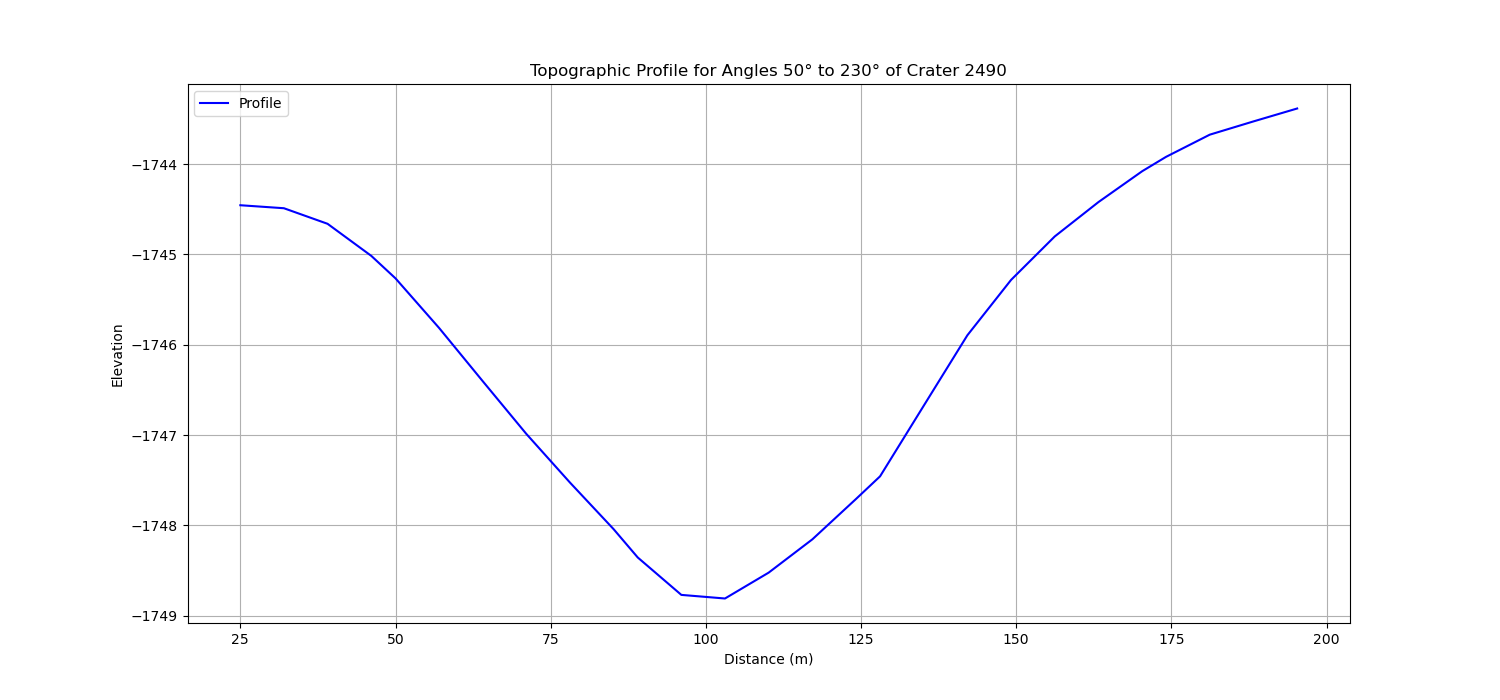 Topographic Profile for Angles 50° to 230° of Crater 2490
Profile
−1744
−1745
−1746
−1747
−1748
−1749
Elevation
25 50 75 100 125 150 175 200
Distance (m)